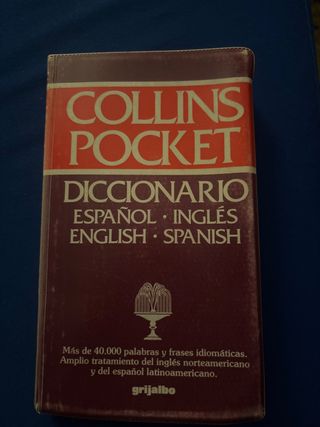 COLLINS
POCKET
DICCIONARIO
ESPAÑOL · INGLÉS
ENGLISH · SPANISH
Más de 40.000 palabras y frases idiomáticas.
Amplio tratamiento del inglés norteamericano
y del español latinoamericano.
grijalbo